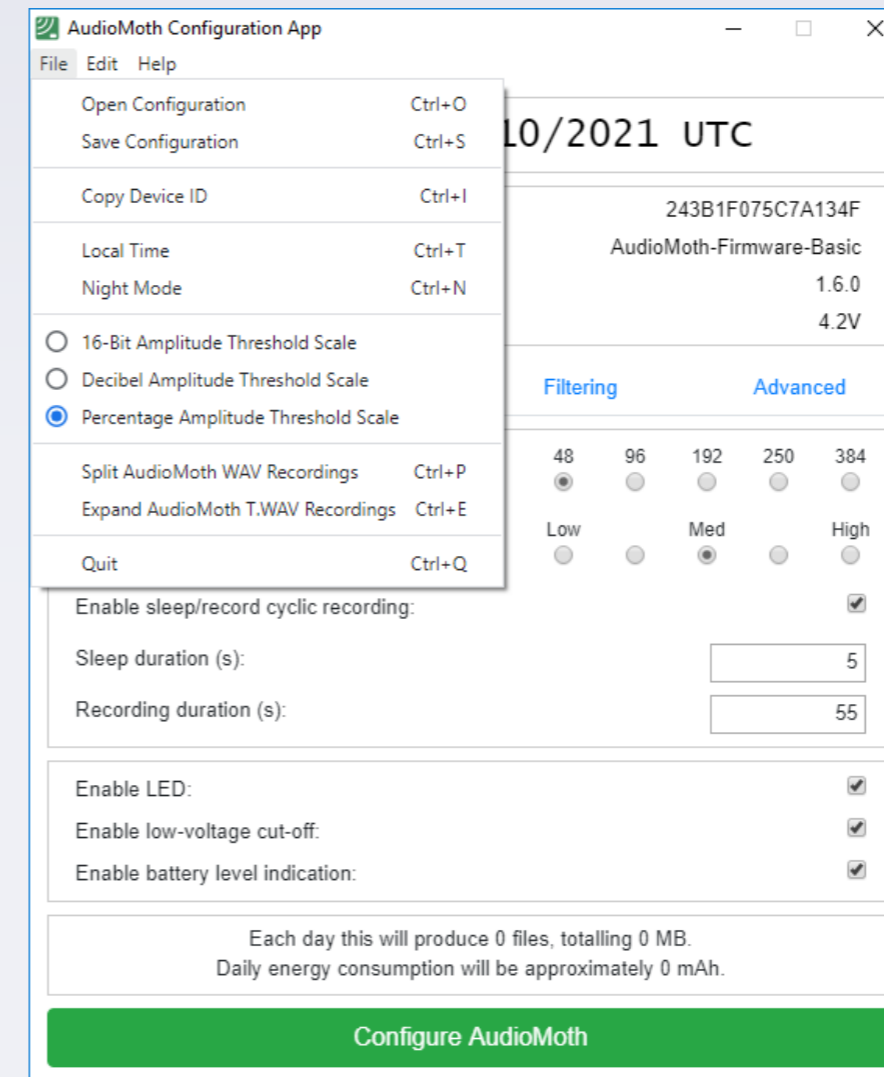 AudioMoth Configuration App
File Edit Help
Open Configuration Ctrl+O
Save Configuration Ctrl+S
10/2021 UTC
Copy Device ID Ctrl+I
243B1F075C7A134F
Local Time Ctrl+T
AudioMoth-Firmware-Basic
Night Mode Ctrl+N
1.6.0
4.2V
16-Bit Amplitude Threshold Scale
Decibel Amplitude Threshold Scale
Filtering Advanced
Percentage Amplitude Threshold Scale
48 96 192 250 384
Split AudioMoth WAV Recordings Ctrl+P
Expand AudioMoth T.WAV Recordings Ctrl+E
Low Med High
Quit Ctrl+Q
Enable sleep/record cyclic recording:
Sleep duration (s): 5
Recording duration (s): 55
Enable LED:
Enable low-voltage cut-off:
Enable battery level indication:
Each day this will produce 0 files, totalling 0 MB.
Daily energy consumption will be approximately 0 mAh.
Configure AudioMoth